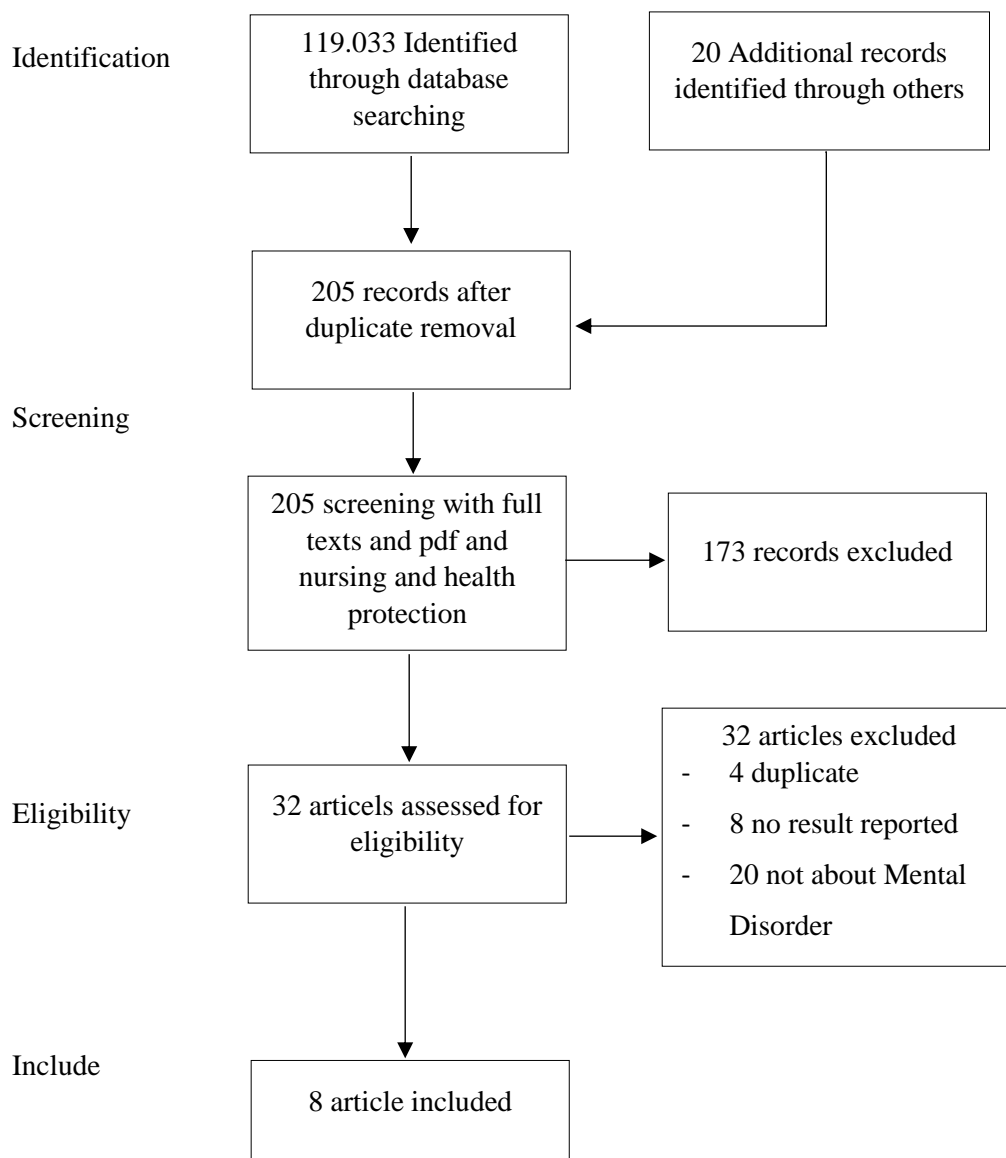 Identification
119.033 Identified
through database
searching
20 Additional records
identified through others
205 records after
duplicate removal
Screening
205 screening with full
texts and pdf and
nursing and health
protection
173 records excluded
Eligibility
32 articels assessed for
eligibility
32 articles excluded
- 4 duplicate
- 8 no result reported
- 20 not about Mental
Disorder
Include
8 article included